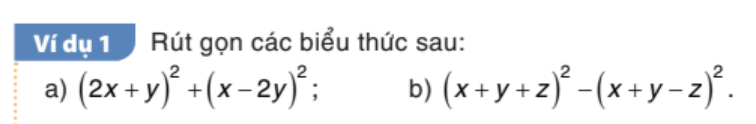 Ví dụ 1 Rút gọn các biểu thức sau:
a) (2x + y)² + (x − 2y)²; b) (x + y + z)² − (x + y − z)².